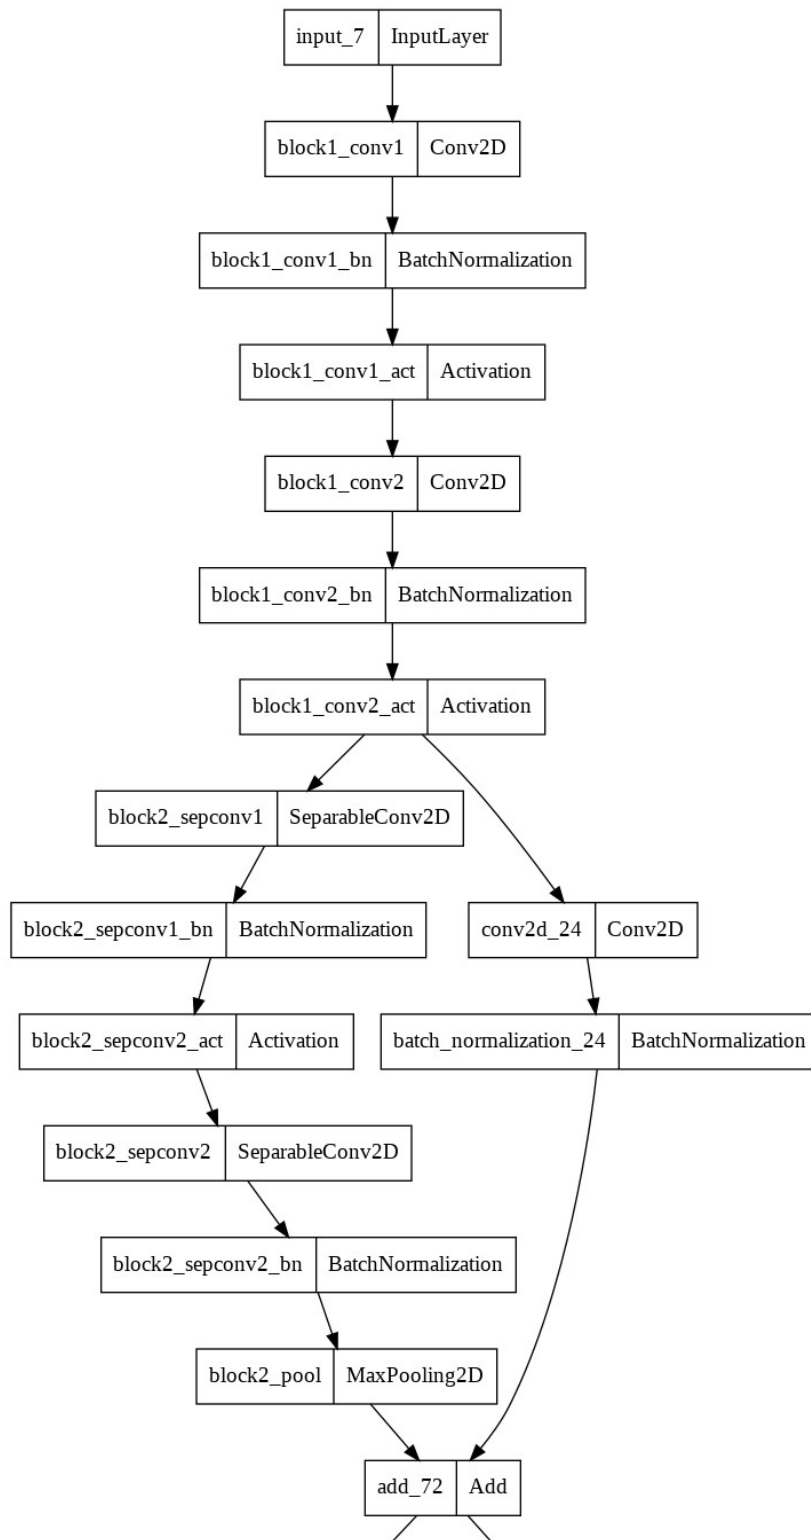 input_7 InputLayer
block1_conv1 Conv2D
block1_conv1_bn BatchNormalization
block1_conv1_act Activation
block1_conv2 Conv2D
block1_conv2_bn BatchNormalization
block1_conv2_act Activation
block2_sepconv1 SeparableConv2D
block2_sepconv1_bn BatchNormalization
conv2d_24 Conv2D
block2_sepconv2_act Activation
batch_normalization_24 BatchNormalization
block2_sepconv2 SeparableConv2D
block2_sepconv2_bn BatchNormalization
block2_pool MaxPooling2D
add_72 Add